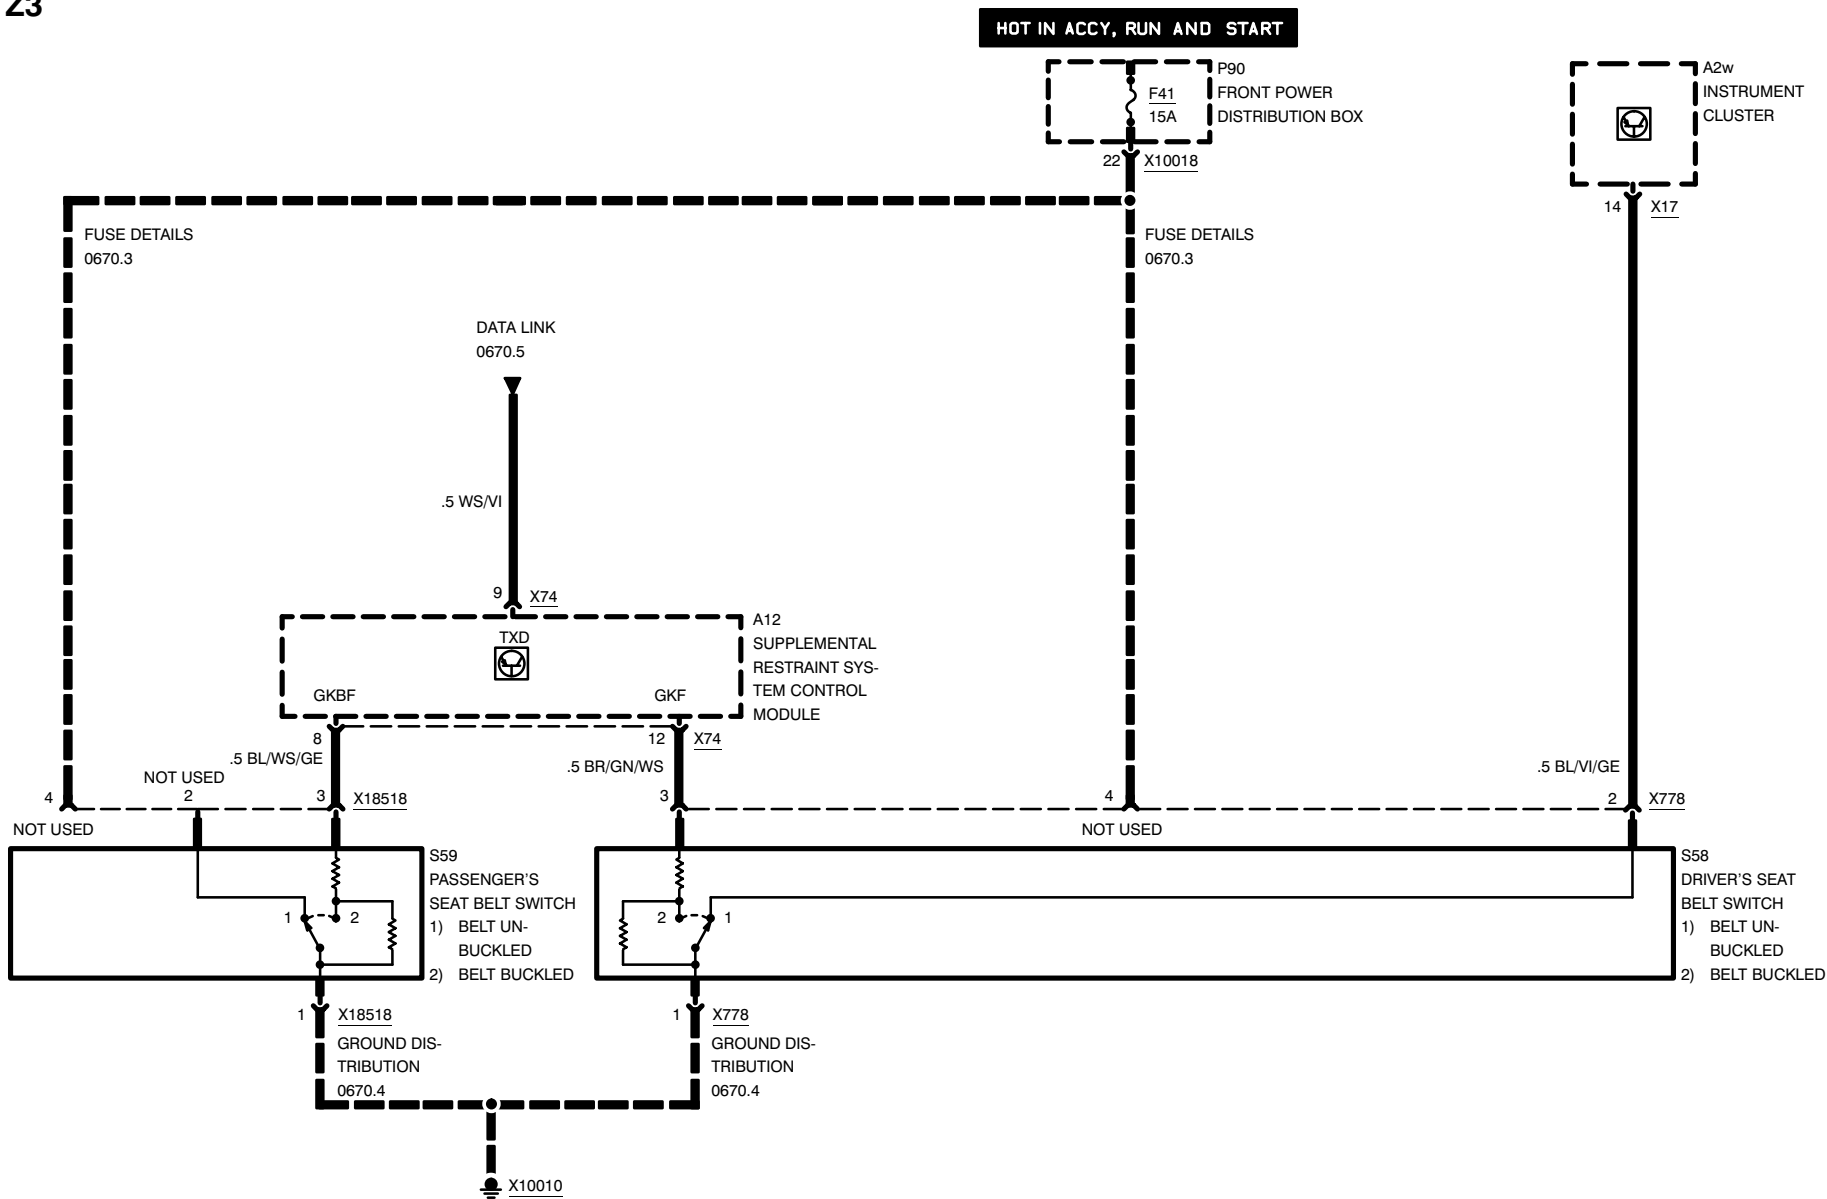 Z3
HOT IN ACCY, RUN AND START
P90
FRONT POWER
DISTRIBUTION BOX
F41
15A
A2w
INSTRUMENT
CLUSTER
22 X10018
14 X17
FUSE DETAILS
0670.3
FUSE DETAILS
0670.3
DATA LINK
0670.5
.5 WS/VI
9 X74
A12
SUPPLEMENTAL
RESTRAINT SYS-
TEM CONTROL
MODULE
TXD
GKBF GKF
8 12 X74
.5 BL/WS/GE
.5 BR/GN/WS
.5 BL/VI/GE
NOT USED
4 2 3 X18518
3 4 2 X778
NOT USED
NOT USED
S59
PASSENGER'S
SEAT BELT SWITCH
1) BELT UN-
BUCKLED
2) BELT BUCKLED
1 2
2 1
S58
DRIVER'S SEAT
BELT SWITCH
1) BELT UN-
BUCKLED
2) BELT BUCKLED
1 X18518
GROUND DIS-
TRIBUTION
0670.4
1 X778
GROUND DIS-
TRIBUTION
0670.4
X10010